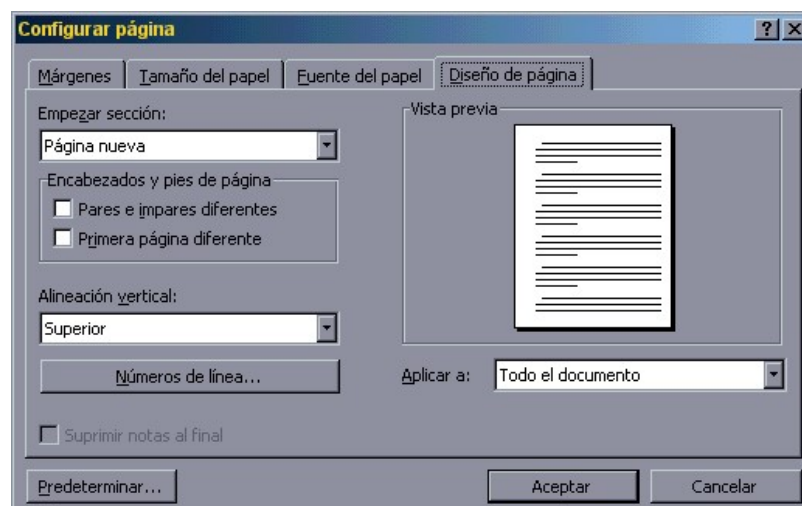 Configurar página
Márgenes Tamaño del papel Fuente del papel Diseño de página
Empezar sección:
Página nueva
Encabezados y pies de página
Pares e impares diferentes
Primera página diferente
Alineación vertical:
Superior
Números de línea...
Suprimir notas al final
Vista previa
Aplicar a: Todo el documento
Predeterminar... Aceptar Cancelar